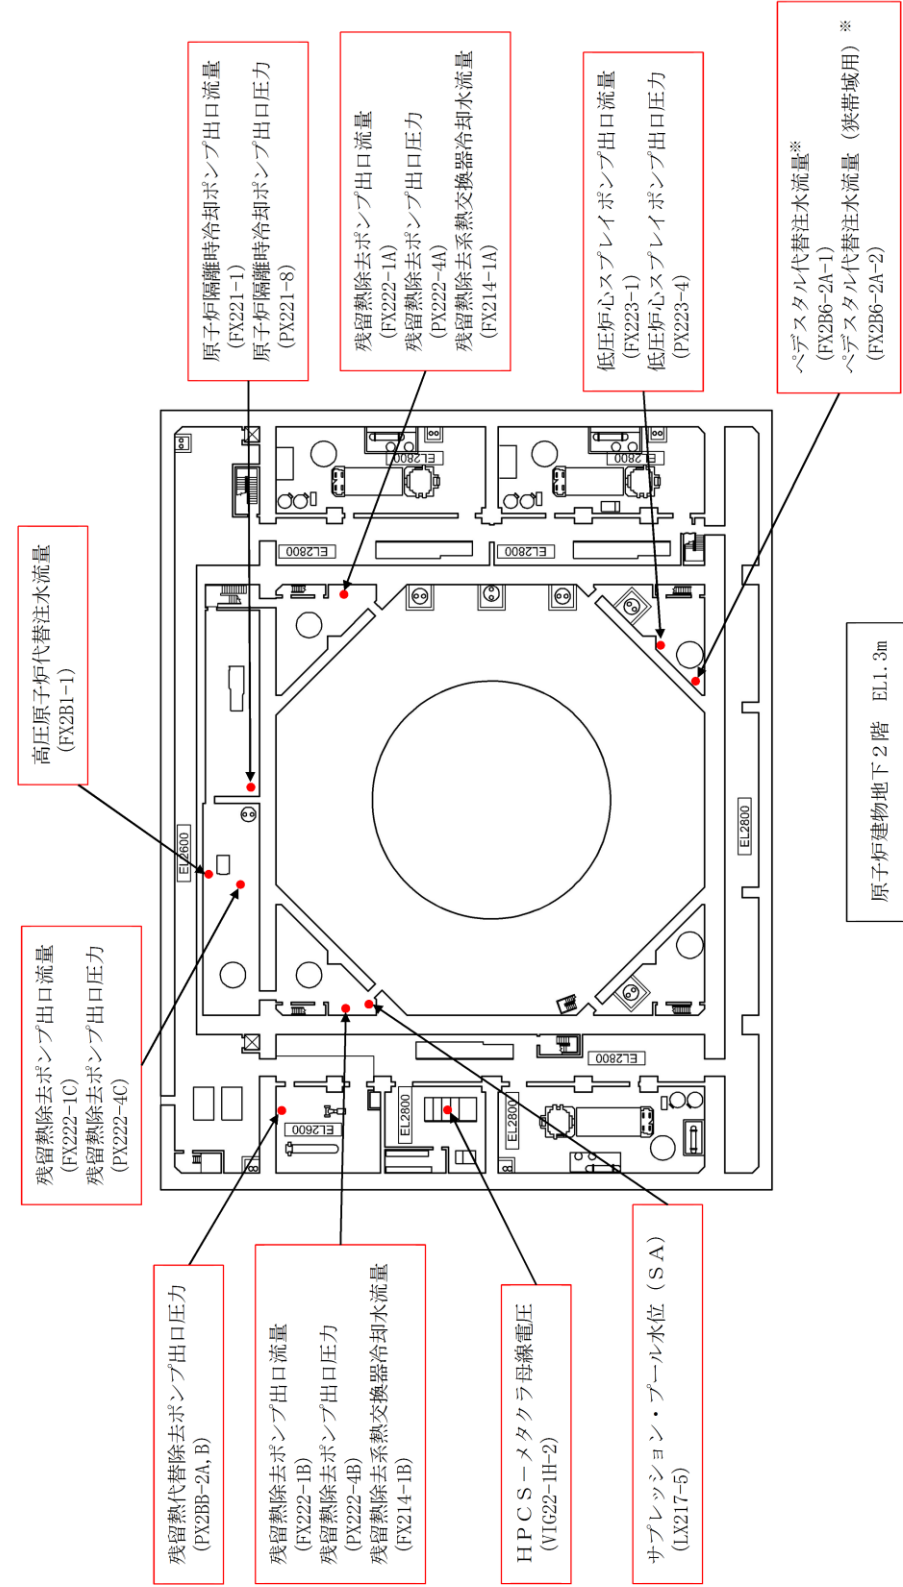 残留熱代替除去ポンプ出口圧力
(PX2BB-2A, B)
残留熱除去ポンプ出口流量
(FX222-1B)
残留熱除去ポンプ出口圧力
(PX222-4B)
残留熱除去系熱交換器冷却水流量
(FX214-1B)
ＨＰＣＳ－メタクラ母線電圧
(VIG22-1H-2)
サプレッション・プール水位（ＳＡ）
(LX217-5)
残留熱除去ポンプ出口流量
(FX222-1C)
残留熱除去ポンプ出口圧力
(PX222-4C)
高圧原子炉代替注水流量
(FX2B1-1)
原子炉隔離時冷却ポンプ出口流量
(FX221-1)
原子炉隔離時冷却ポンプ出口圧力
(PX221-8)
残留熱除去ポンプ出口流量
(FX222-1A)
残留熱除去ポンプ出口圧力
(PX222-4A)
残留熱除去系熱交換器冷却水流量
(FX214-1A)
低圧炉心スプレイポンプ出口流量
(FX223-1)
低圧炉心スプレイポンプ出口圧力
(PX223-4)
ペデスタル代替注水流量※
(FX2B6-2A-1)
ペデスタル代替注水流量（狭帯域用）※
(FX2B6-2A-2)
EL2600
EL2600
EL2800
EL2800
EL2800
EL2800
EL2800
EL2800
EL2800
EL2800
原子炉建物地下２階　EL1.3m